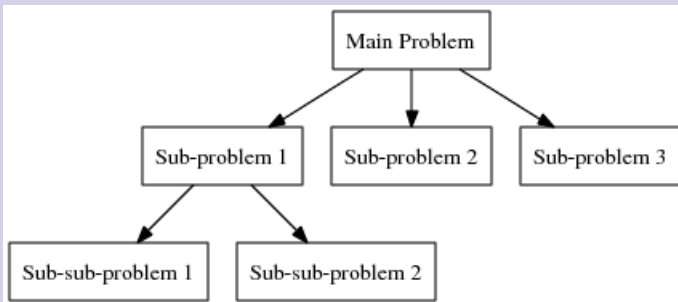 Main Problem
Sub-problem 1
Sub-problem 2
Sub-problem 3
Sub-sub-problem 1
Sub-sub-problem 2